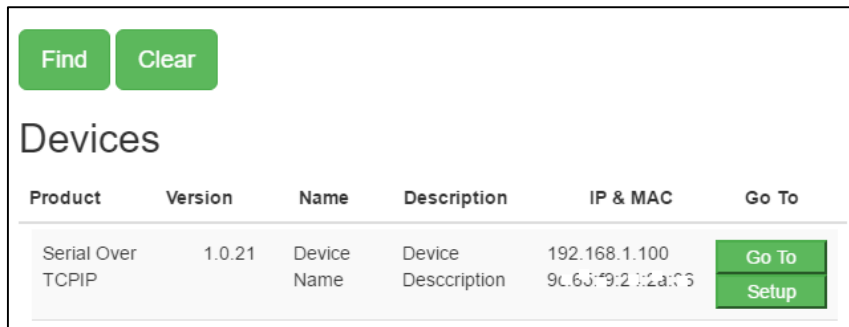 Find Clear
Devices
Product Version Name Description IP & MAC Go To
Serial Over 1.0.21 Device Device 192.168.1.100 Go To
TCPIP Name Desccription Setup